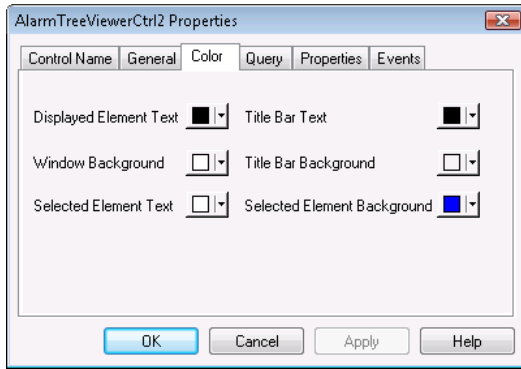 AlarmTreeViewerCtrl2 Properties
Control Name General Color Query Properties Events
Displayed Element Text Title Bar Text
Window Background Title Bar Background
Selected Element Text Selected Element Background
OK Cancel Apply Help